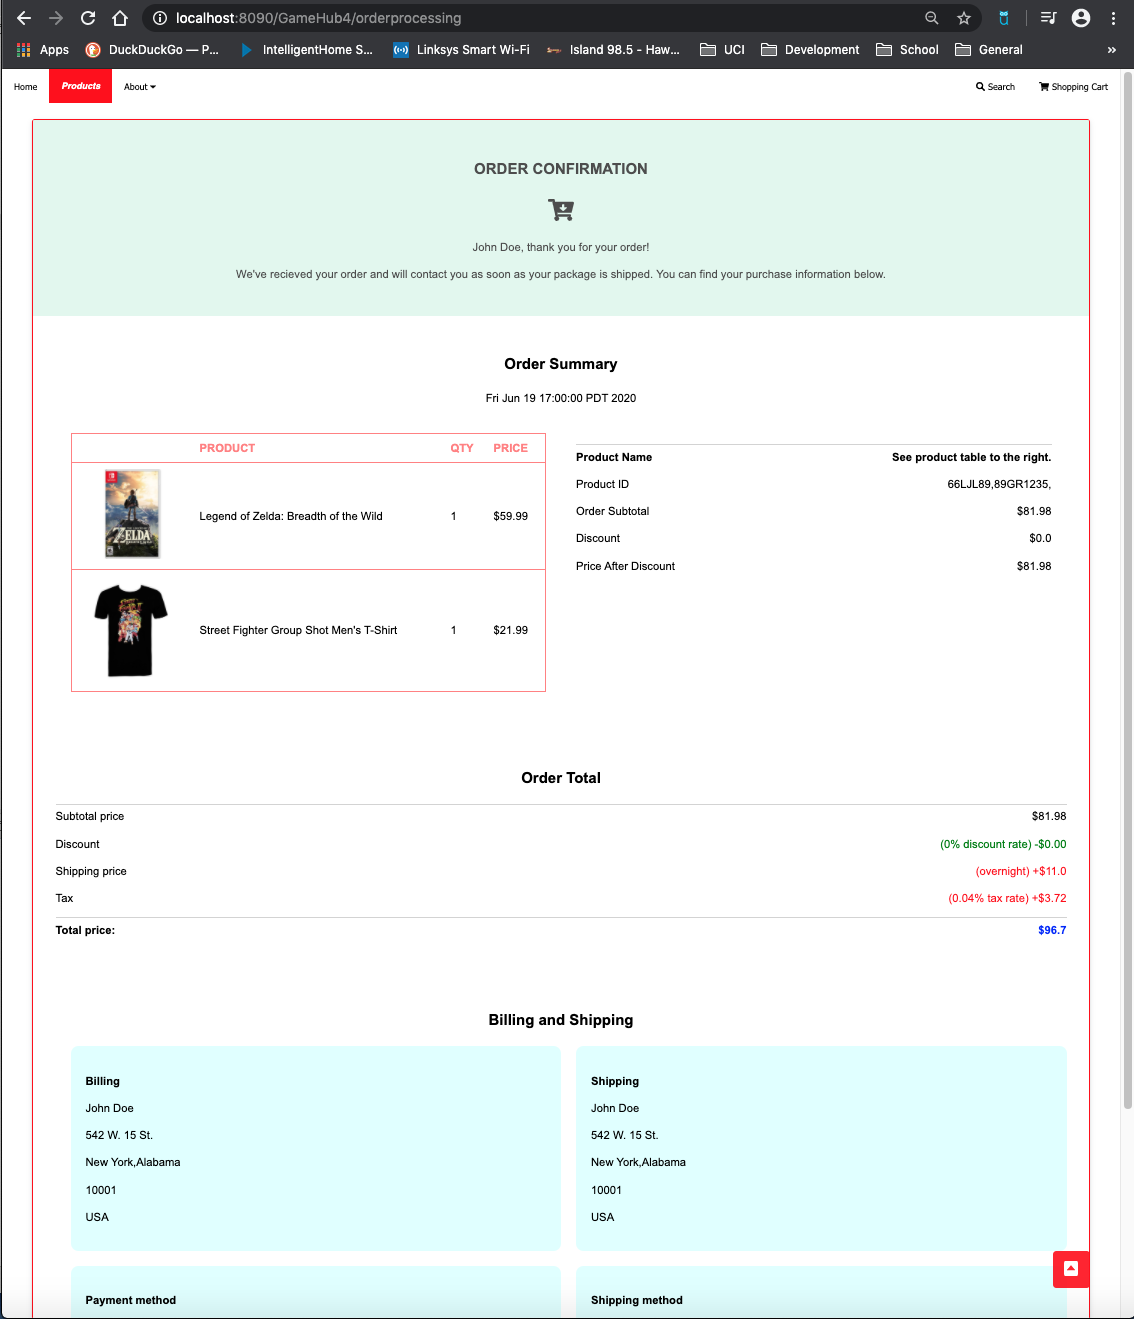 localhost:8090/GameHub4/orderprocessing
Apps DuckDuckGo — P... IntelligentHome S... Linksys Smart Wi-Fi Island 98.5 - Haw... UCI Development School General »
Home Products About Search Shopping Cart
ORDER CONFIRMATION
John Doe, thank you for your order!
We've recieved your order and will contact you as soon as your package is shipped. You can find your purchase information below.
Order Summary
Fri Jun 19 17:00:00 PDT 2020
PRODUCT QTY PRICE
ZELDA
Legend of Zelda: Breadth of the Wild 1 $59.99
Street Fighter Group Shot Men's T-Shirt 1 $21.99
Product Name See product table to the right.
Product ID 66LJL89,89GR1235,
Order Subtotal $81.98
Discount $0.0
Price After Discount $81.98
Order Total
Subtotal price $81.98
Discount (0% discount rate) -$0.00
Shipping price (overnight) +$11.0
Tax (0.04% tax rate) +$3.72
Total price: $96.7
Billing and Shipping
Billing
John Doe
542 W. 15 St.
New York,Alabama
10001
USA
Shipping
John Doe
542 W. 15 St.
New York,Alabama
10001
USA
Payment method
Shipping method